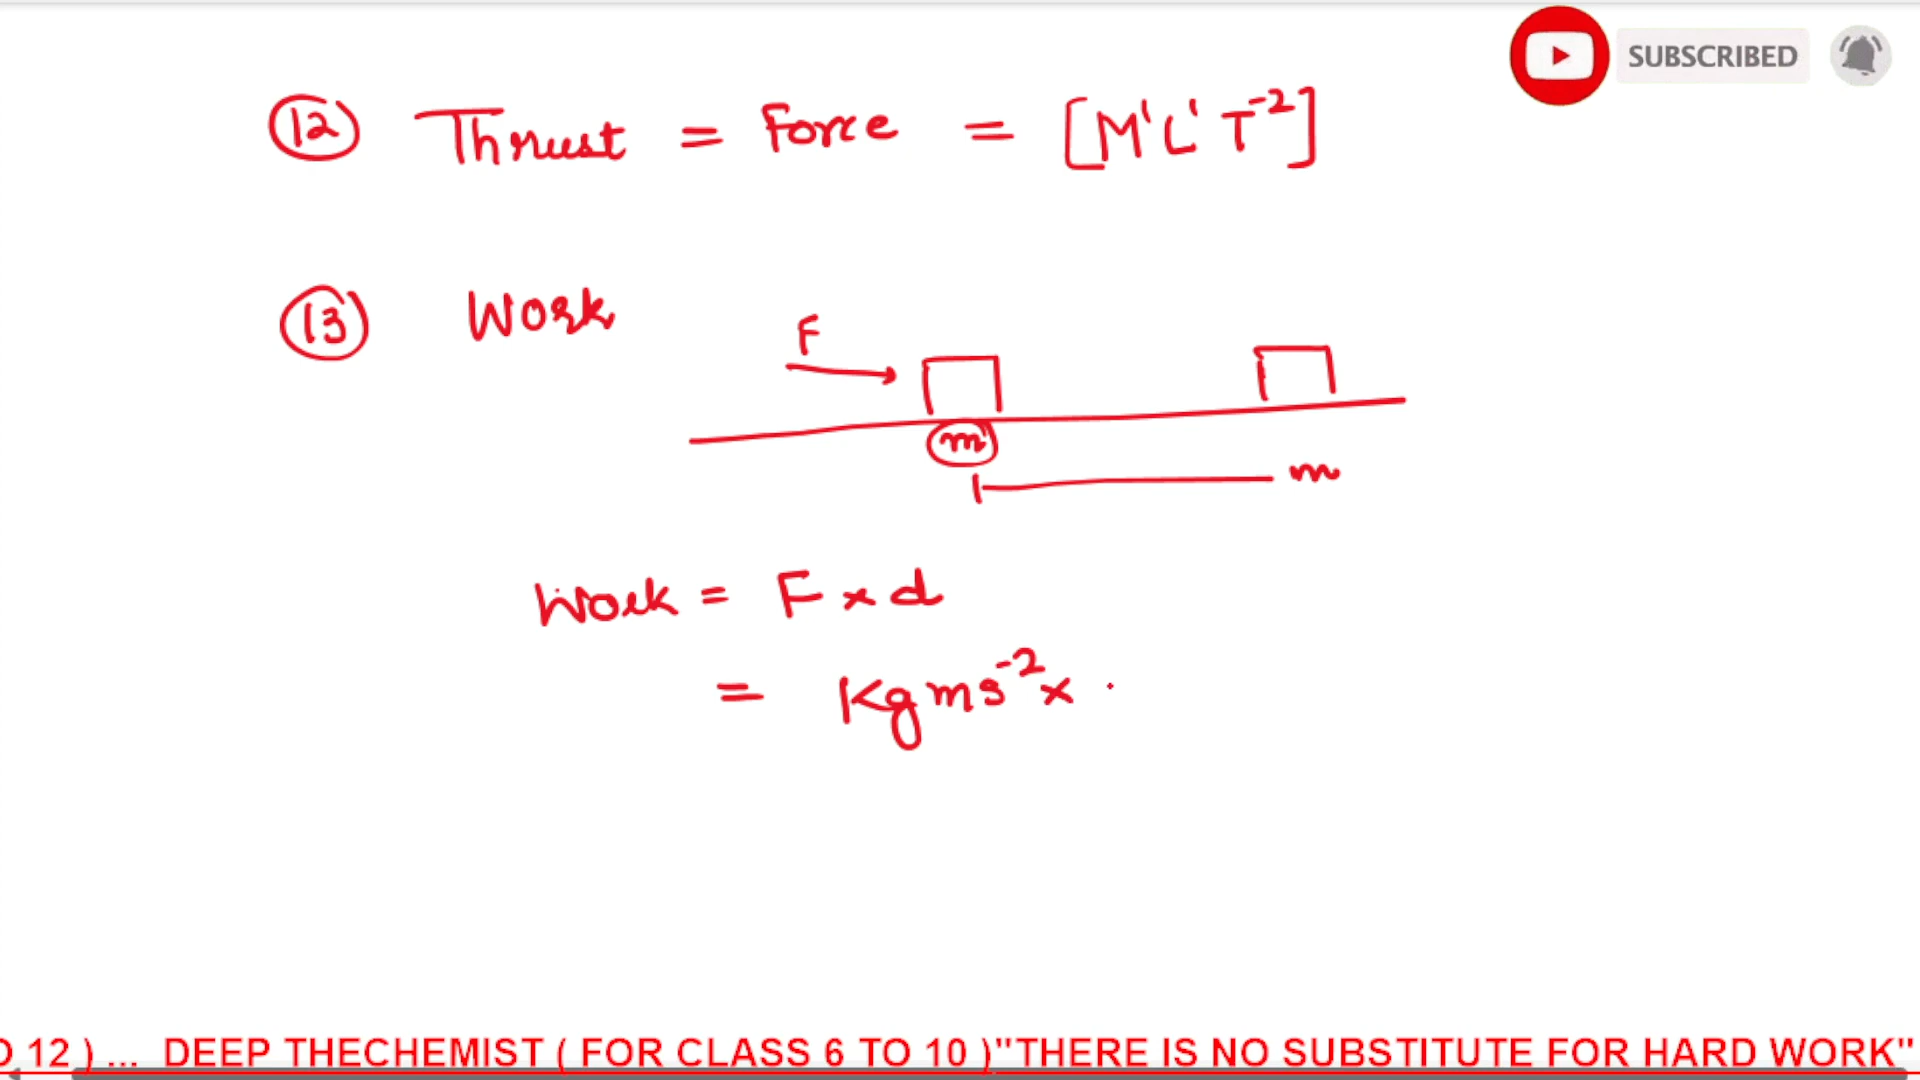 SUBSCRIBED
(12) Thrust = Force = [M¹L¹T⁻²]
(13) Work
F
m
m
Work = F × d
= Kgms⁻² ×
O 12 ) ... DEEP THECHEMIST ( FOR CLASS 6 TO 10 )"THERE IS NO SUBSTITUTE FOR HARD WORK"